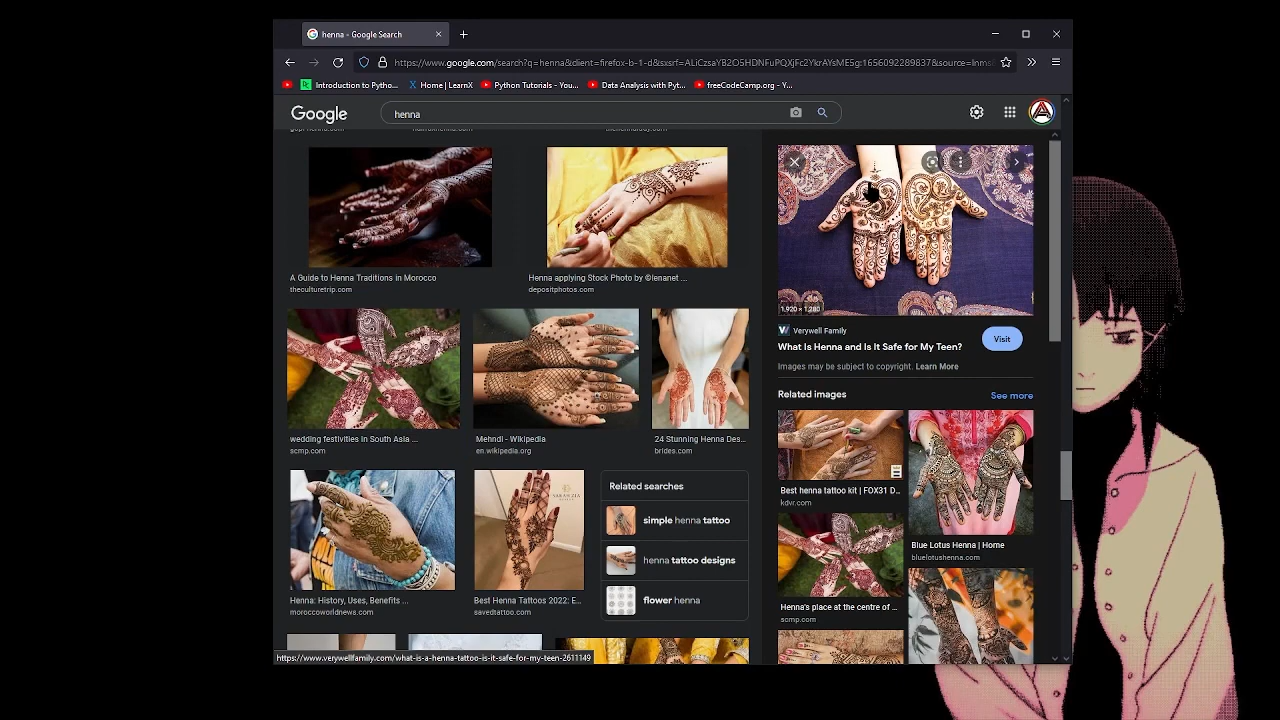 henna - Google Search
https://www.google.com/search?q=henna&client=firefox-b-1-d&sxsrf=ALiCzsaYB2O5HDNFuPQXjFc2YkrAYsME5g:1656092289837&source=lnms
Introduction to Pytho...
Home | LearnX
Python Tutorials - You...
Data Analysis with Pyt...
freeCodeCamp.org - Y...
Google
henna
A Guide to Henna Traditions in Morocco
theculturetrip.com
Henna applying Stock Photo by ©lenanet ...
depositphotos.com
wedding festivities in South Asia ...
scmp.com
Mehndi - Wikipedia
en.wikipedia.org
24 Stunning Henna Des...
brides.com
Henna: History, Uses, Benefits ...
moroccoworldnews.com
Best Henna Tattoos 2022: E...
savedtattoo.com
Related searches
simple henna tattoo
henna tattoo designs
flower henna
1,920 × 1,280
Verywell Family
What Is Henna and Is It Safe for My Teen?
Visit
Images may be subject to copyright. Learn More
Related images
See more
Best henna tattoo kit | FOX31 D...
kdvr.com
Blue Lotus Henna | Home
bluelotushenna.com
Henna's place at the centre of ...
scmp.com
https://www.verywellfamily.com/what-is-a-henna-tattoo-is-it-safe-for-my-teen-2611149